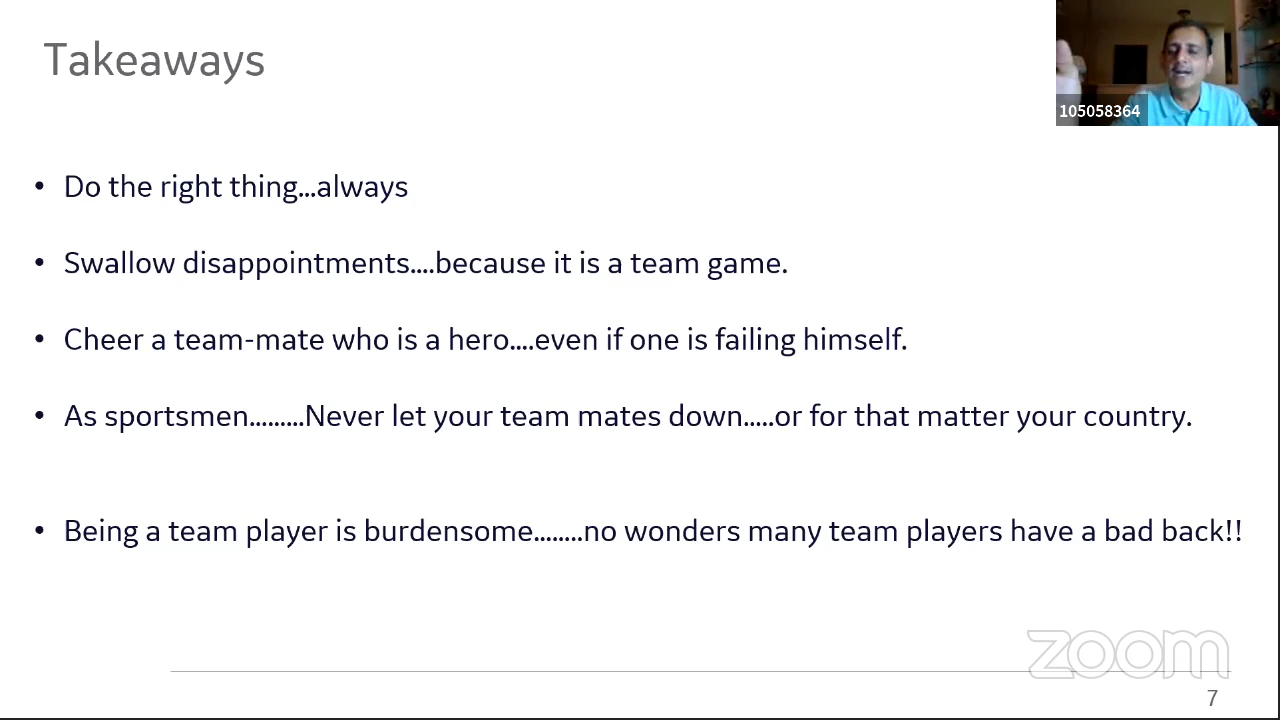 Takeaways
105058364
• Do the right thing...always
• Swallow disappointments....because it is a team game.
• Cheer a team-mate who is a hero....even if one is failing himself.
• As sportsmen.........Never let your team mates down.....or for that matter your country.
• Being a team player is burdensome........no wonders many team players have a bad back!!
zoom
7